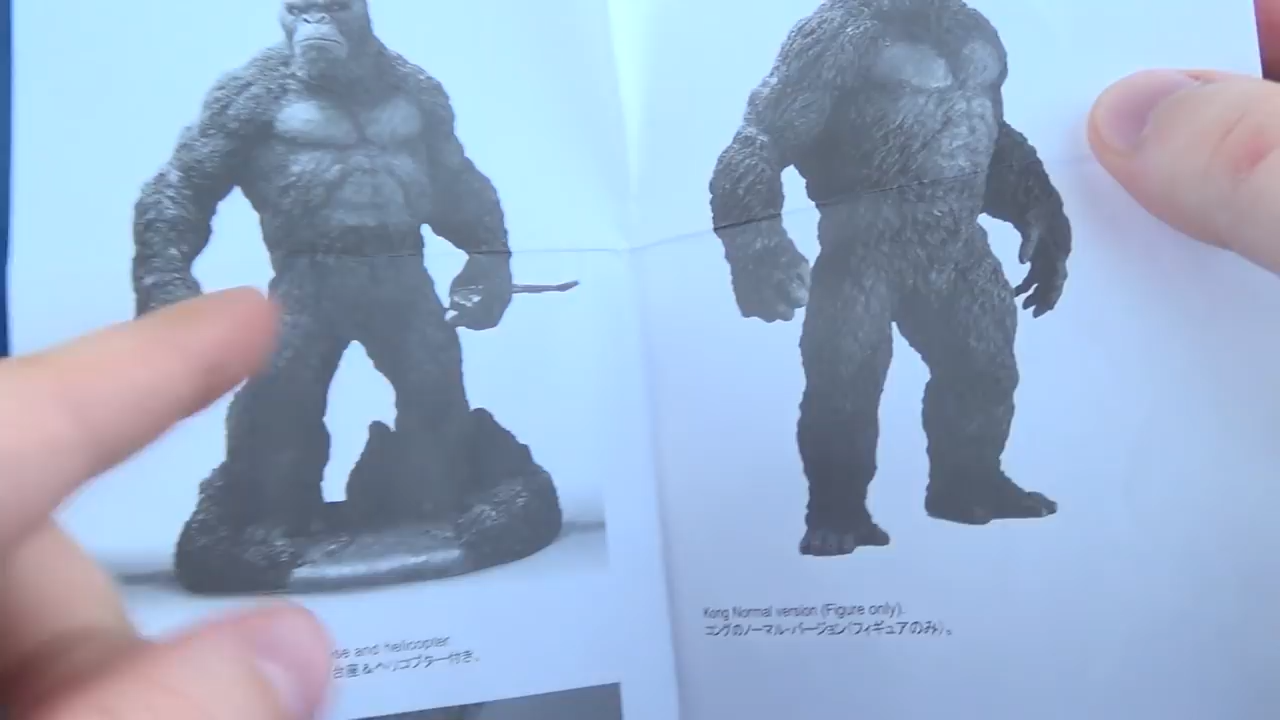 and helicopter
台座&ヘリコプター付き.
Kong Normal version (Figure only).
コングのノーマル・バージョン(フィギュアのみ)。